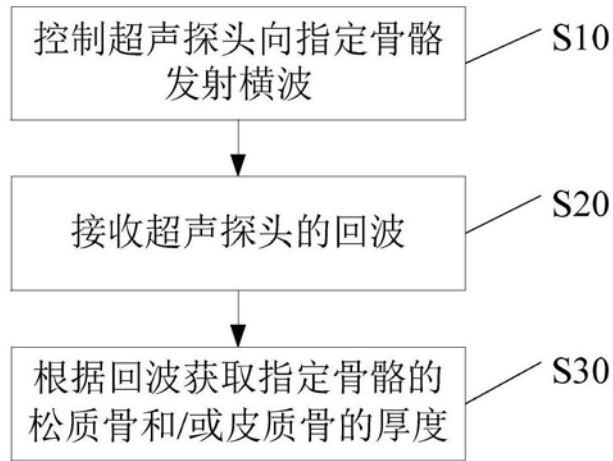 控制超声探头向指定骨骼
发射横波
S10
接收超声探头的回波
S20
根据回波获取指定骨骼的
松质骨和/或皮质骨的厚度
S30